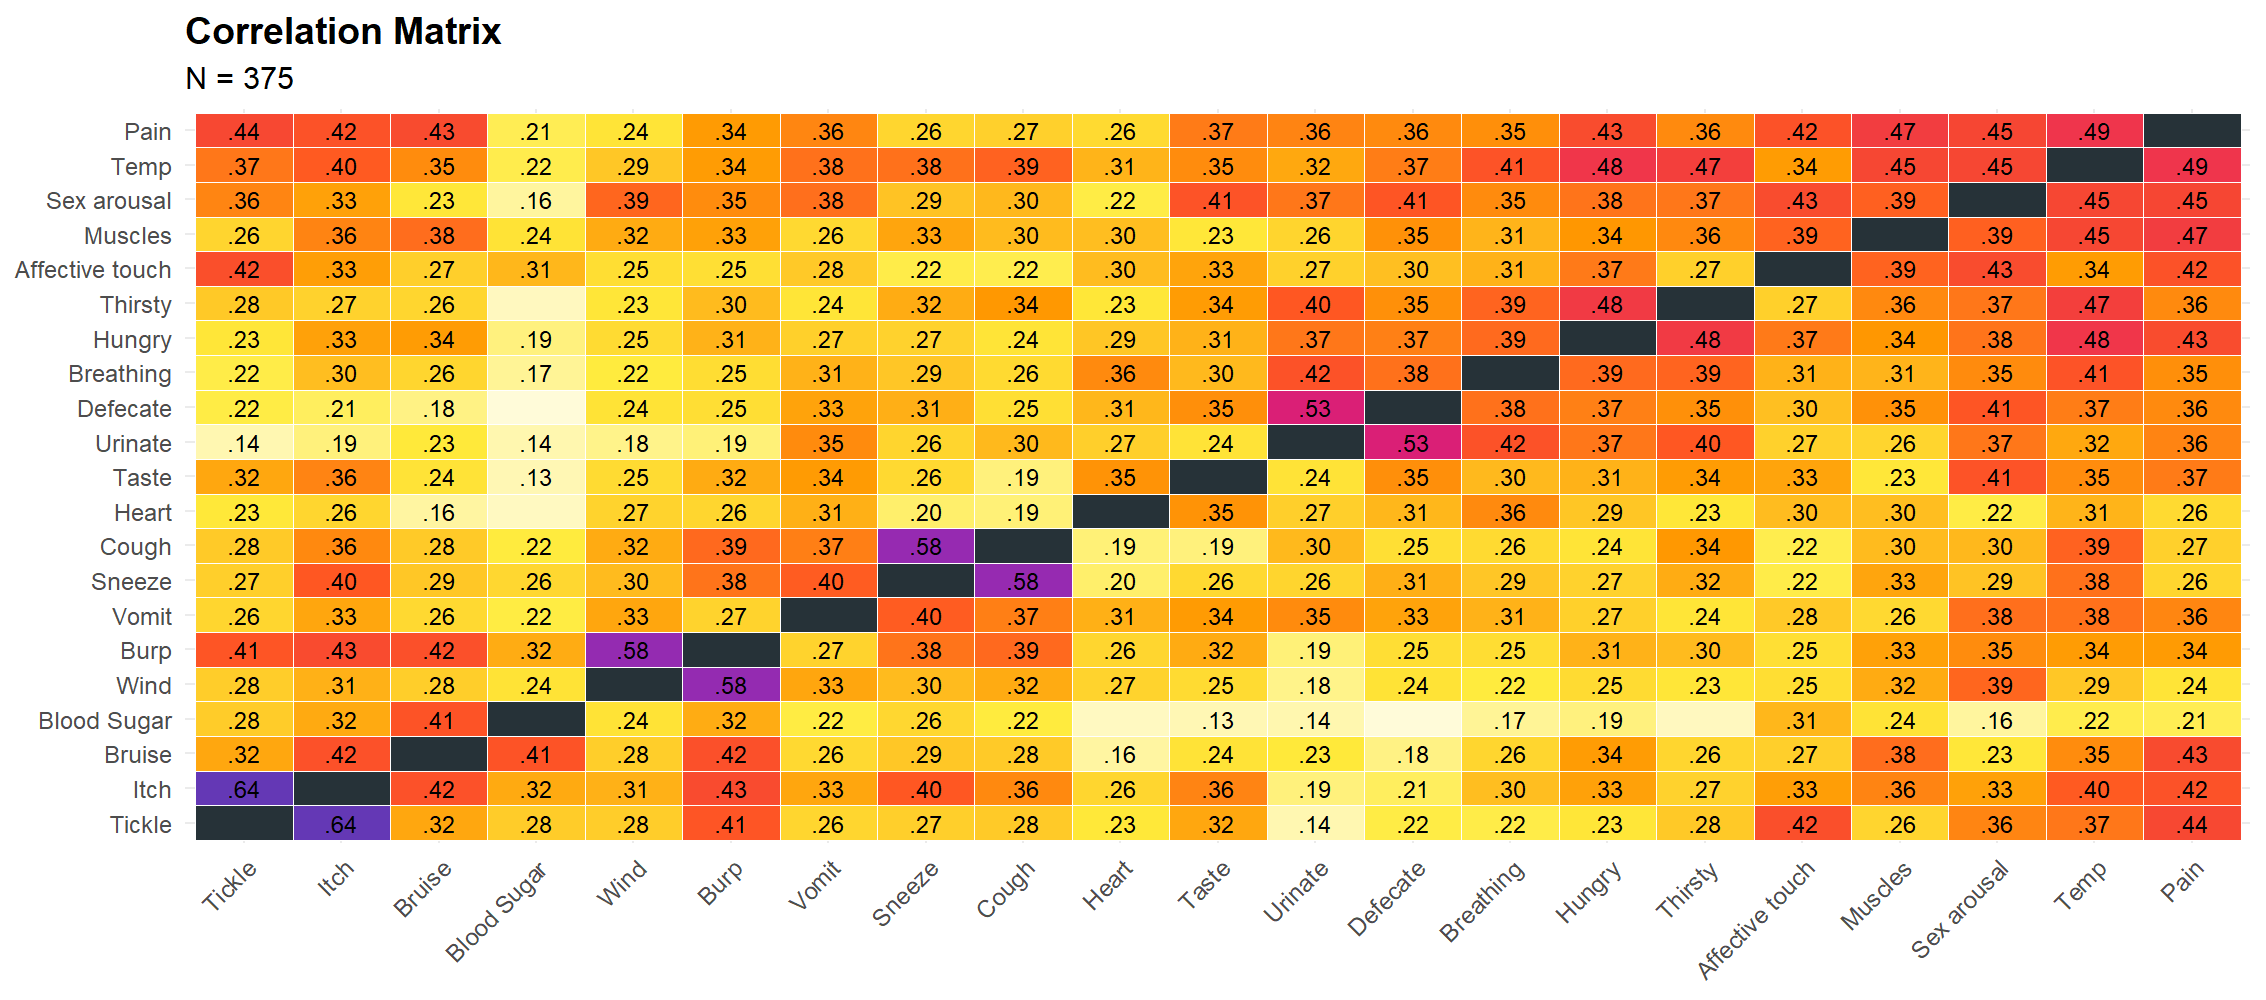 Correlation Matrix
N = 375
Pain .44 .42 .43 .21 .24 .34 .36 .26 .27 .26 .37 .36 .36 .35 .43 .36 .42 .47 .45 .49
Temp .37 .40 .35 .22 .29 .34 .38 .38 .39 .31 .35 .32 .37 .41 .48 .47 .34 .45 .45 .49
Sex arousal .36 .33 .23 .16 .39 .35 .38 .29 .30 .22 .41 .37 .41 .35 .38 .37 .43 .39 .45 .45
Muscles .26 .36 .38 .24 .32 .33 .26 .33 .30 .30 .23 .26 .35 .31 .34 .36 .39 .39 .45 .47
Affective touch .42 .33 .27 .31 .25 .25 .28 .22 .22 .30 .33 .27 .30 .31 .37 .27 .39 .43 .34 .42
Thirsty .28 .27 .26 .23 .30 .24 .32 .34 .23 .34 .40 .35 .39 .48 .27 .36 .37 .47 .36
Hungry .23 .33 .34 .19 .25 .31 .27 .27 .24 .29 .31 .37 .37 .39 .48 .37 .34 .38 .48 .43
Breathing .22 .30 .26 .17 .22 .25 .31 .29 .26 .36 .30 .42 .38 .39 .39 .31 .31 .35 .41 .35
Defecate .22 .21 .18 .24 .25 .33 .31 .25 .31 .35 .53 .38 .37 .35 .30 .35 .41 .37 .36
Urinate .14 .19 .23 .14 .18 .19 .35 .26 .30 .27 .24 .53 .42 .37 .40 .27 .26 .37 .32 .36
Taste .32 .36 .24 .13 .25 .32 .34 .26 .19 .35 .24 .35 .30 .31 .34 .33 .23 .41 .35 .37
Heart .23 .26 .16 .27 .26 .31 .20 .19 .35 .27 .31 .36 .29 .23 .30 .30 .22 .31 .26
Cough .28 .36 .28 .22 .32 .39 .37 .58 .19 .19 .30 .25 .26 .24 .34 .22 .30 .30 .39 .27
Sneeze .27 .40 .29 .26 .30 .38 .40 .58 .20 .26 .26 .31 .29 .27 .32 .22 .33 .29 .38 .26
Vomit .26 .33 .26 .22 .33 .27 .40 .37 .31 .34 .35 .33 .31 .27 .24 .28 .26 .38 .38 .36
Burp .41 .43 .42 .32 .58 .27 .38 .39 .26 .32 .19 .25 .25 .31 .30 .25 .33 .35 .34 .34
Wind .28 .31 .28 .24 .58 .33 .30 .32 .27 .25 .18 .24 .22 .25 .23 .25 .32 .39 .29 .24
Blood Sugar .28 .32 .41 .24 .32 .22 .26 .22 .13 .14 .17 .19 .31 .24 .16 .22 .21
Bruise .32 .42 .41 .28 .42 .26 .29 .28 .16 .24 .23 .18 .26 .34 .26 .27 .38 .23 .35 .43
Itch .64 .42 .32 .31 .43 .33 .40 .36 .26 .36 .19 .21 .30 .33 .27 .33 .36 .33 .40 .42
Tickle .64 .32 .28 .28 .41 .26 .27 .28 .23 .32 .14 .22 .22 .23 .28 .42 .26 .36 .37 .44
Tickle Itch Bruise Blood Sugar Wind Burp Vomit Sneeze Cough Heart Taste Urinate Defecate Breathing Hungry Thirsty Affective touch Muscles Sex arousal Temp Pain